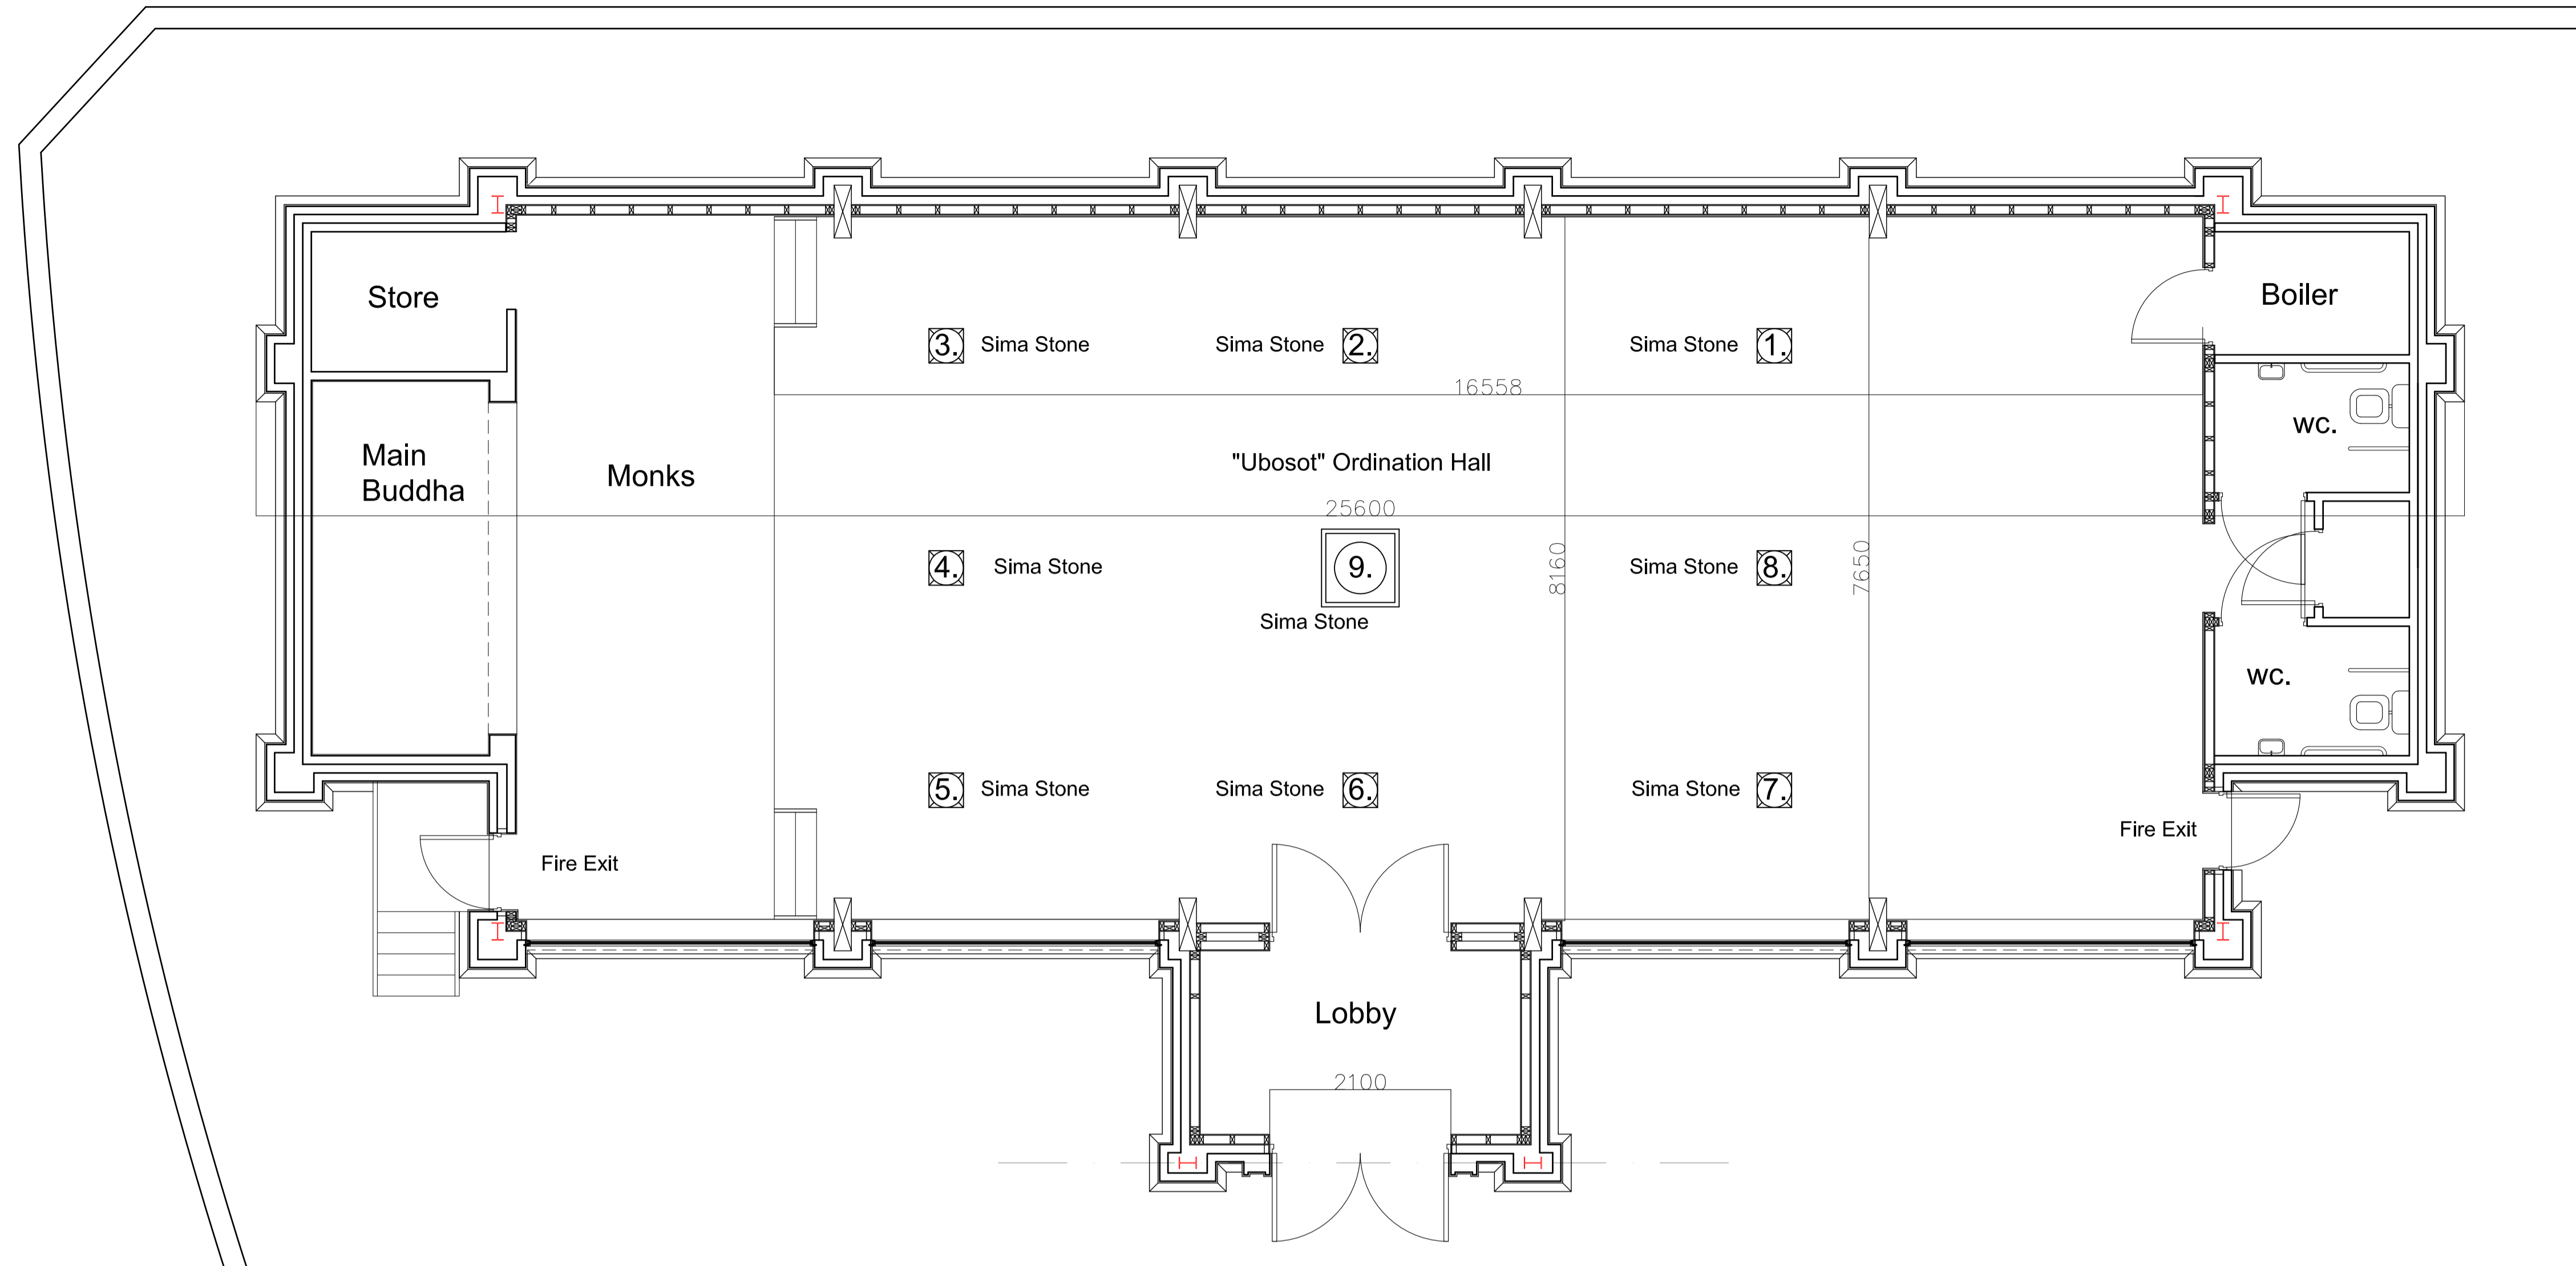 Store
Boiler
3. Sima Stone
Sima Stone 2.
Sima Stone 1.
16558
wc.
Main
Buddha
Monks
"Ubosot" Ordination Hall
25600
4. Sima Stone
9.
Sima Stone
8160
Sima Stone 8.
7650
wc.
5. Sima Stone
Sima Stone 6.
Sima Stone 7.
Fire Exit
Fire Exit
Lobby
2100